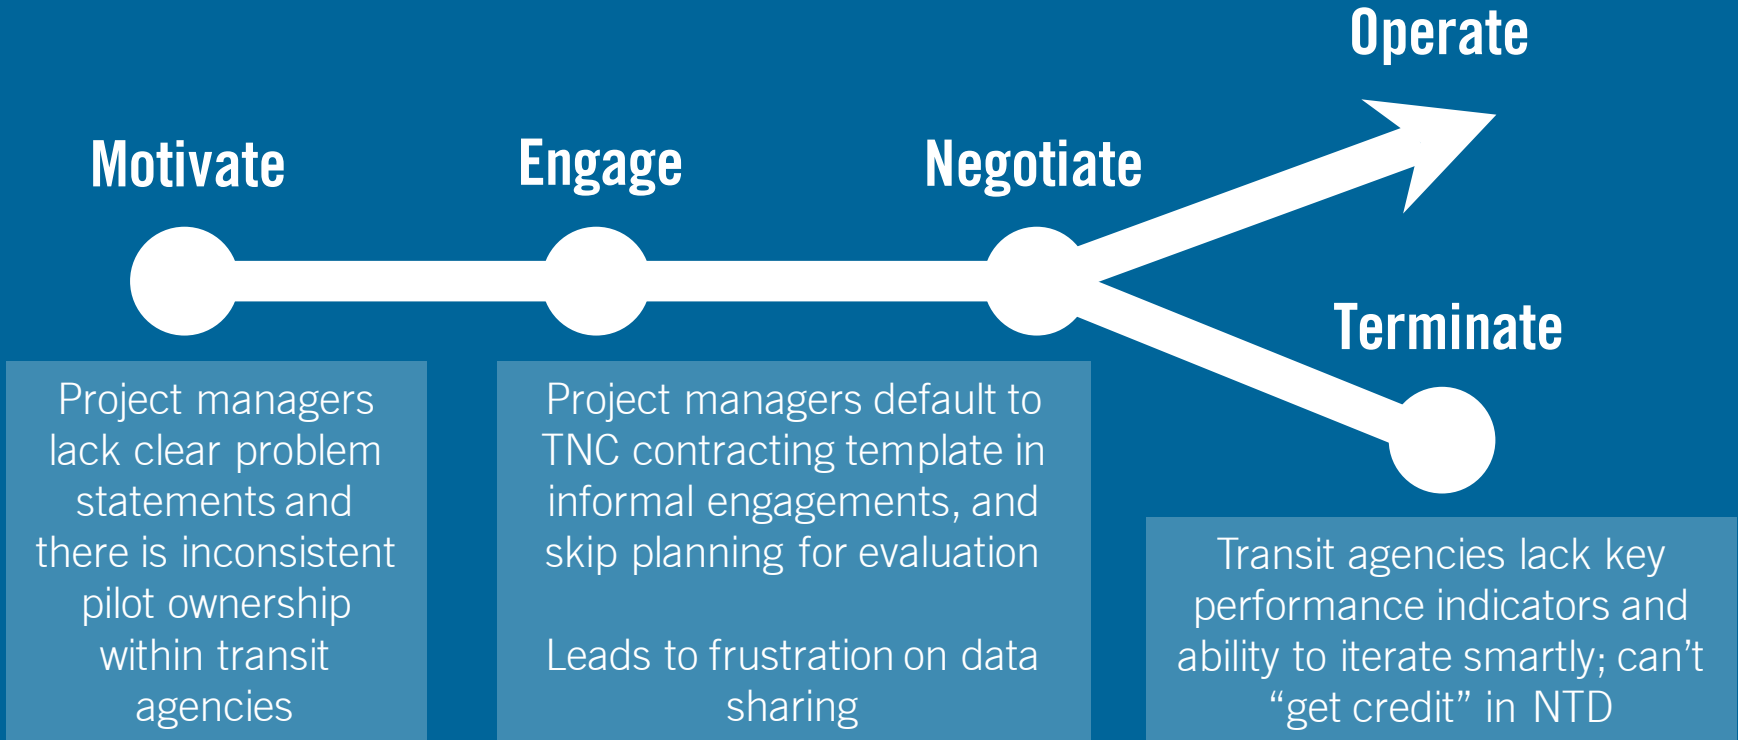 Operate
Motivate
Engage
Negotiate
Terminate
Project managers
lack clear problem
statements and
there is inconsistent
pilot ownership
within transit
agencies
Project managers default to
TNC contracting template in
informal engagements, and
skip planning for evaluation
Leads to frustration on data
sharing
Transit agencies lack key
performance indicators and
ability to iterate smartly; can’t
“get credit” in NTD